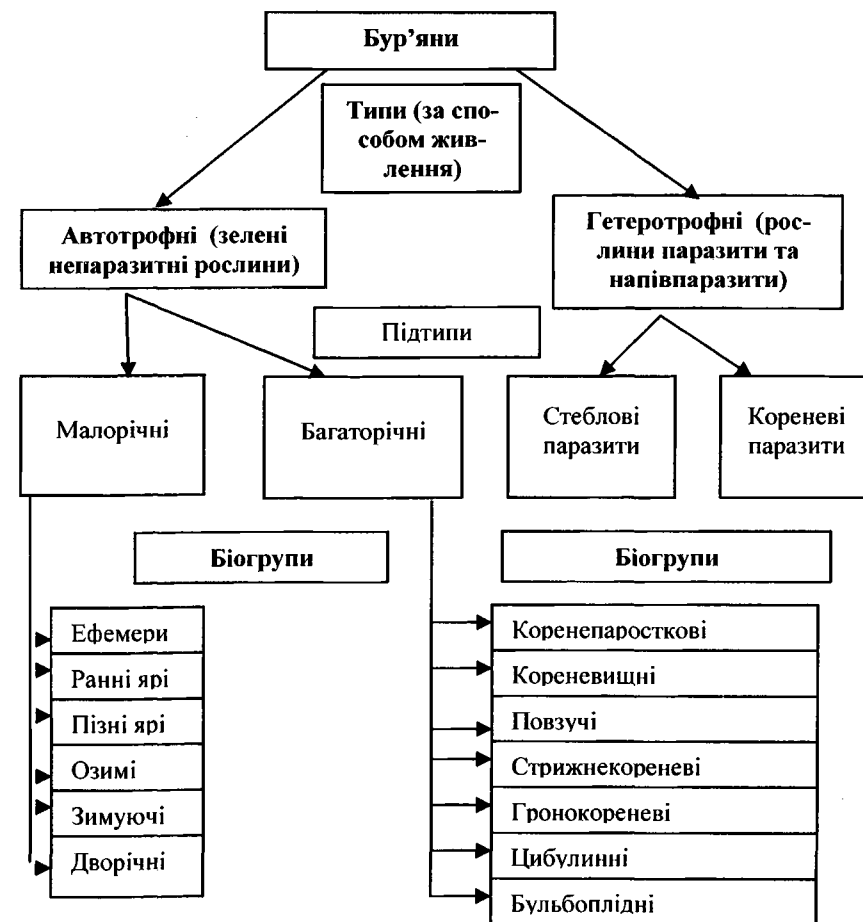 Бур’яни
Типи (за спо-
собом жив-
лення)
Автотрофні (зелені
непаразитні рослини)
Гетеротрофні (рос-
лини паразити та
напівпаразити)
Підтипи
Малорічні
Багаторічні
Стеблові
паразити
Кореневі
паразити
Біогрупи
Біогрупи
Ефемери
Ранні ярі
Пізні ярі
Озимі
Зимуючі
Дворічні
Коренепаросткові
Кореневищні
Повзучі
Стрижнекореневі
Гронокореневі
Цибулинні
Бульбоплідні